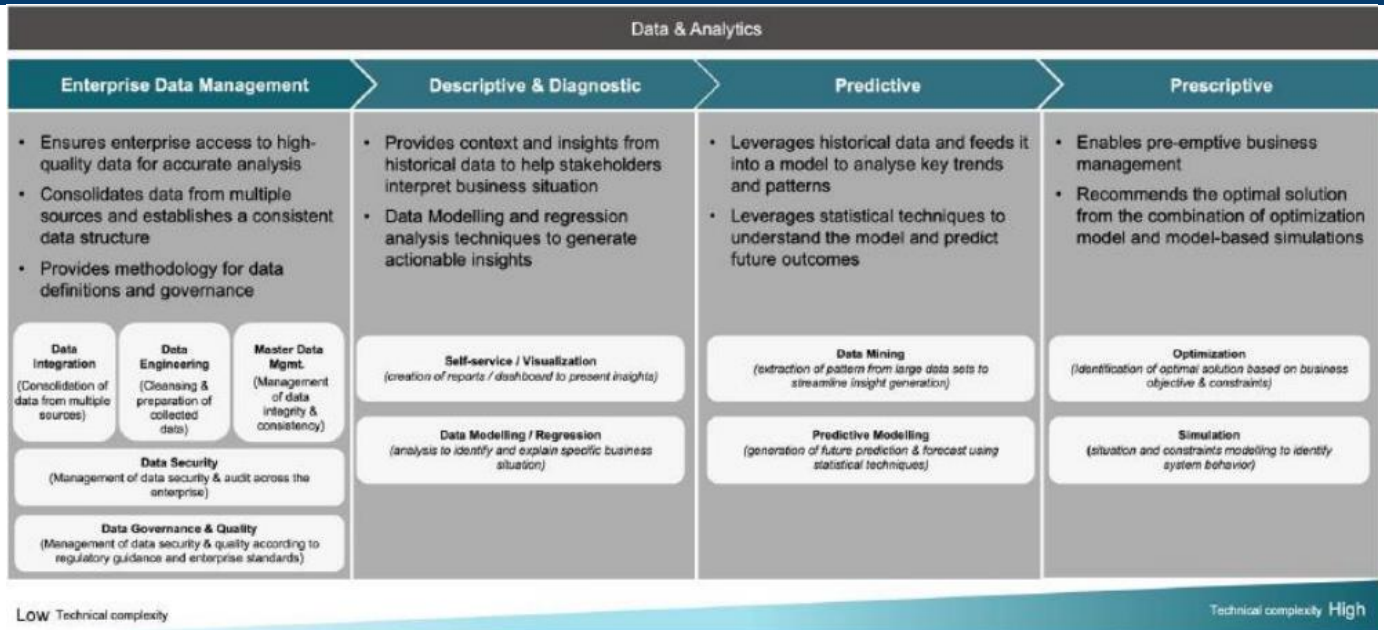 Data & Analytics
Enterprise Data Management
Descriptive & Diagnostic
Predictive
Prescriptive
• Ensures enterprise access to high-
quality data for accurate analysis
• Consolidates data from multiple
sources and establishes a consistent
data structure
• Provides methodology for data
definitions and governance
Data
Integration
(Consolidation of
data from multiple
sources)
Data
Engineering
(Cleansing &
preparation of
collected
data)
Master Data
Mgmt.
(Management
of data
integrity &
consistency)
Data Security
(Management of data security & audit across the
enterprise)
Data Governance & Quality
(Management of data security & quality according to
regulatory guidance and enterprise standards)
• Provides context and insights from
historical data to help stakeholders
interpret business situation
• Data Modelling and regression
analysis techniques to generate
actionable insights
Self-service / Visualization
(creation of reports / dashboard to present insights)
Data Modelling / Regression
(analysis to identify and explain specific business
situation)
• Leverages historical data and feeds it
into a model to analyse key trends
and patterns
• Leverages statistical techniques to
understand the model and predict
future outcomes
Data Mining
(extraction of pattern from large data sets to
streamline insight generation)
Predictive Modelling
(generation of future prediction & forecast using
statistical techniques)
• Enables pre-emptive business
management
• Recommends the optimal solution
from the combination of optimization
model and model-based simulations
Optimization
(Identification of optimal solution based on business
objective & constraints)
Simulation
(situation and constraints modelling to identify
system behavior)
Low Technical complexity
Technical complexity High